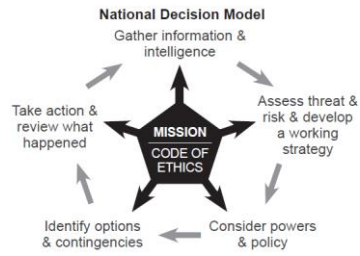 National Decision Model
Gather information &
intelligence
Assess threat &
risk & develop
a working
strategy
Consider powers
& policy
Identify options
& contingencies
Take action &
review what
happened
MISSION
CODE OF
ETHICS